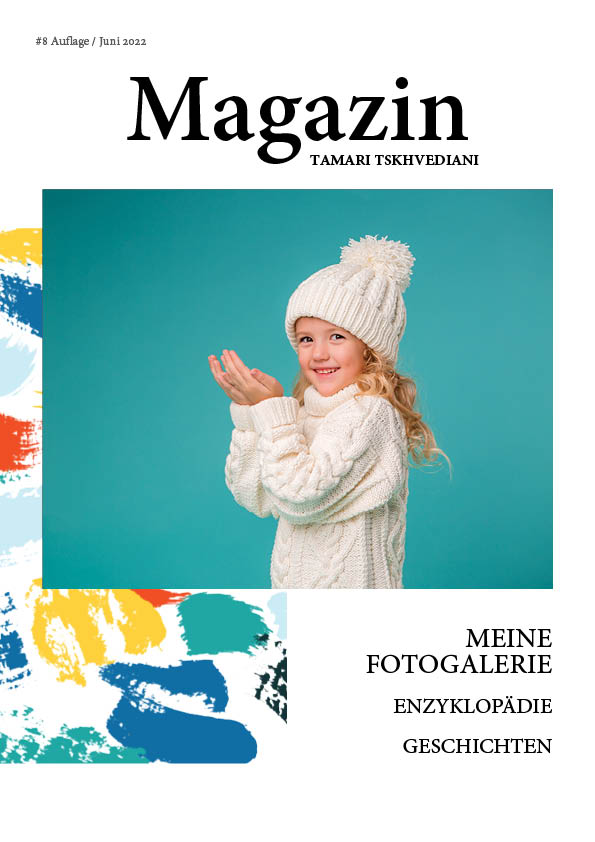 #8 Auflage / Juni 2022
Magazin
TAMARI TSKHVEDIANI
MEINE
FOTOGALERIE
ENZYKLOPÄDIE
GESCHICHTEN